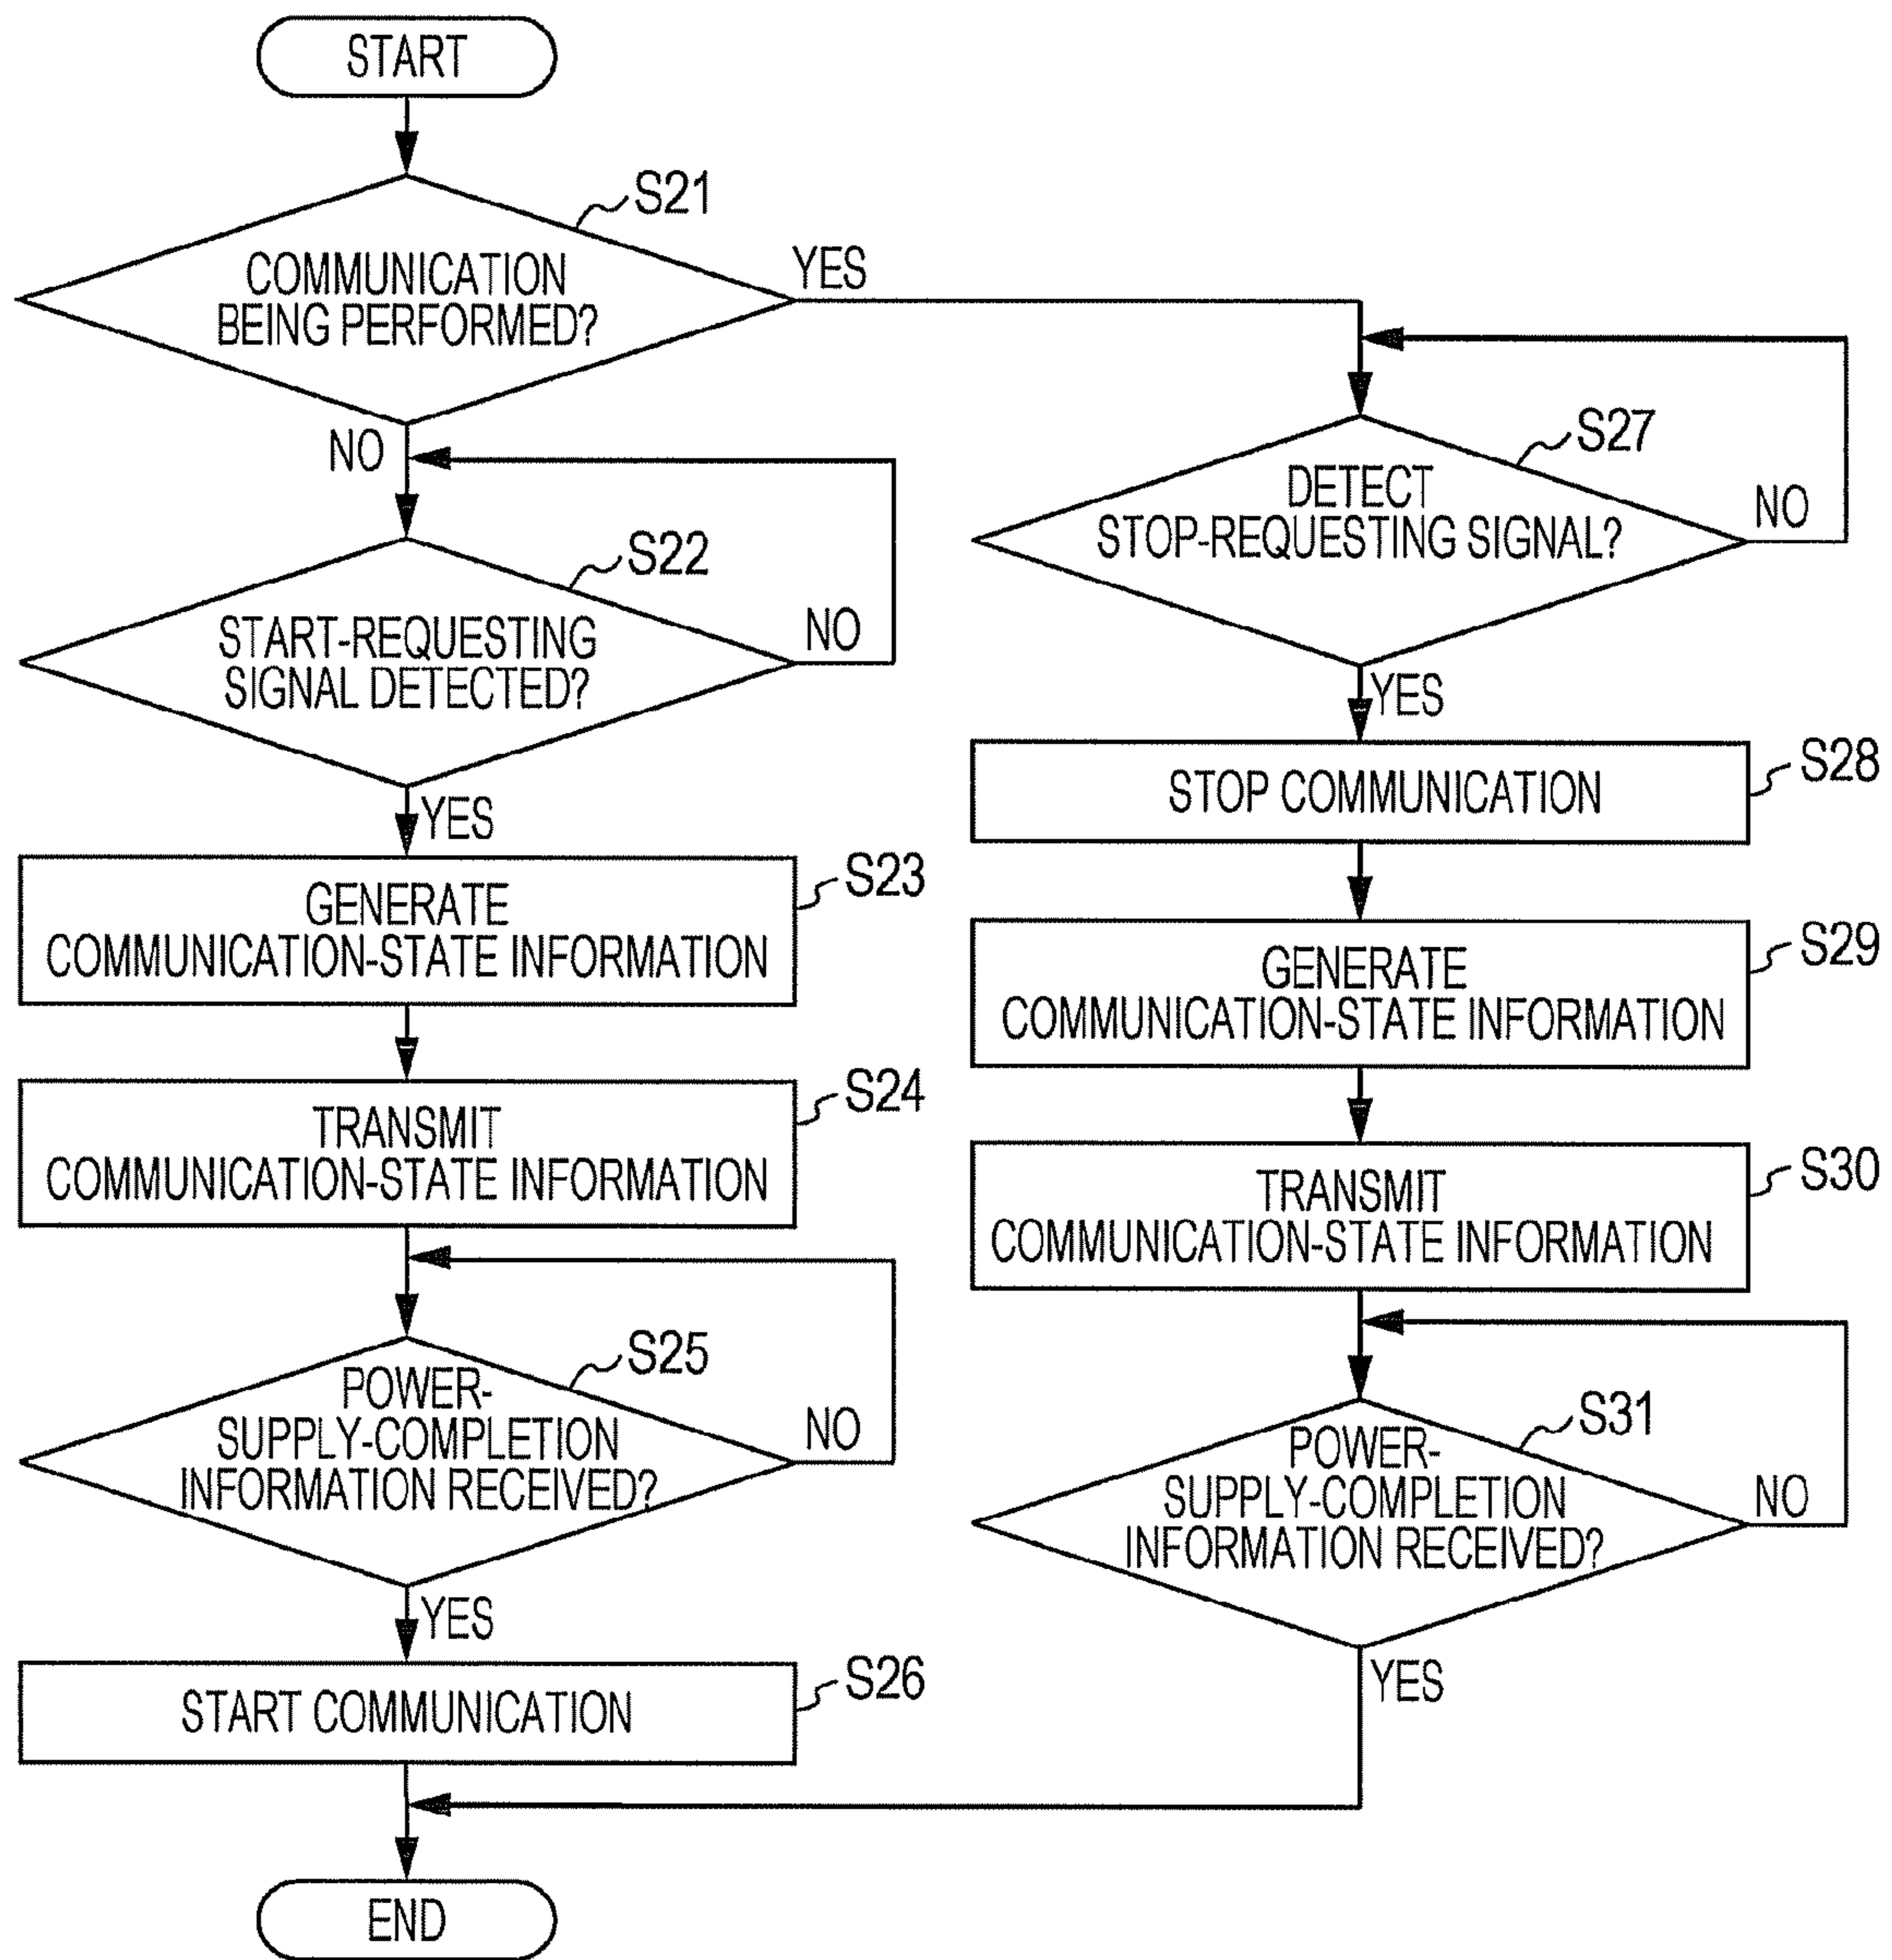 START
S21
COMMUNICATION
BEING PERFORMED?
YES
NO
S22
START-REQUESTING
SIGNAL DETECTED?
NO
YES
S23
GENERATE
COMMUNICATION-STATE INFORMATION
S24
TRANSMIT
COMMUNICATION-STATE INFORMATION
S25
POWER-
SUPPLY-COMPLETION
INFORMATION RECEIVED?
NO
YES
S26
START COMMUNICATION
END
S27
DETECT
STOP-REQUESTING SIGNAL?
NO
YES
S28
STOP COMMUNICATION
S29
GENERATE
COMMUNICATION-STATE INFORMATION
S30
TRANSMIT
COMMUNICATION-STATE INFORMATION
S31
POWER-
SUPPLY-COMPLETION
INFORMATION RECEIVED?
NO
YES